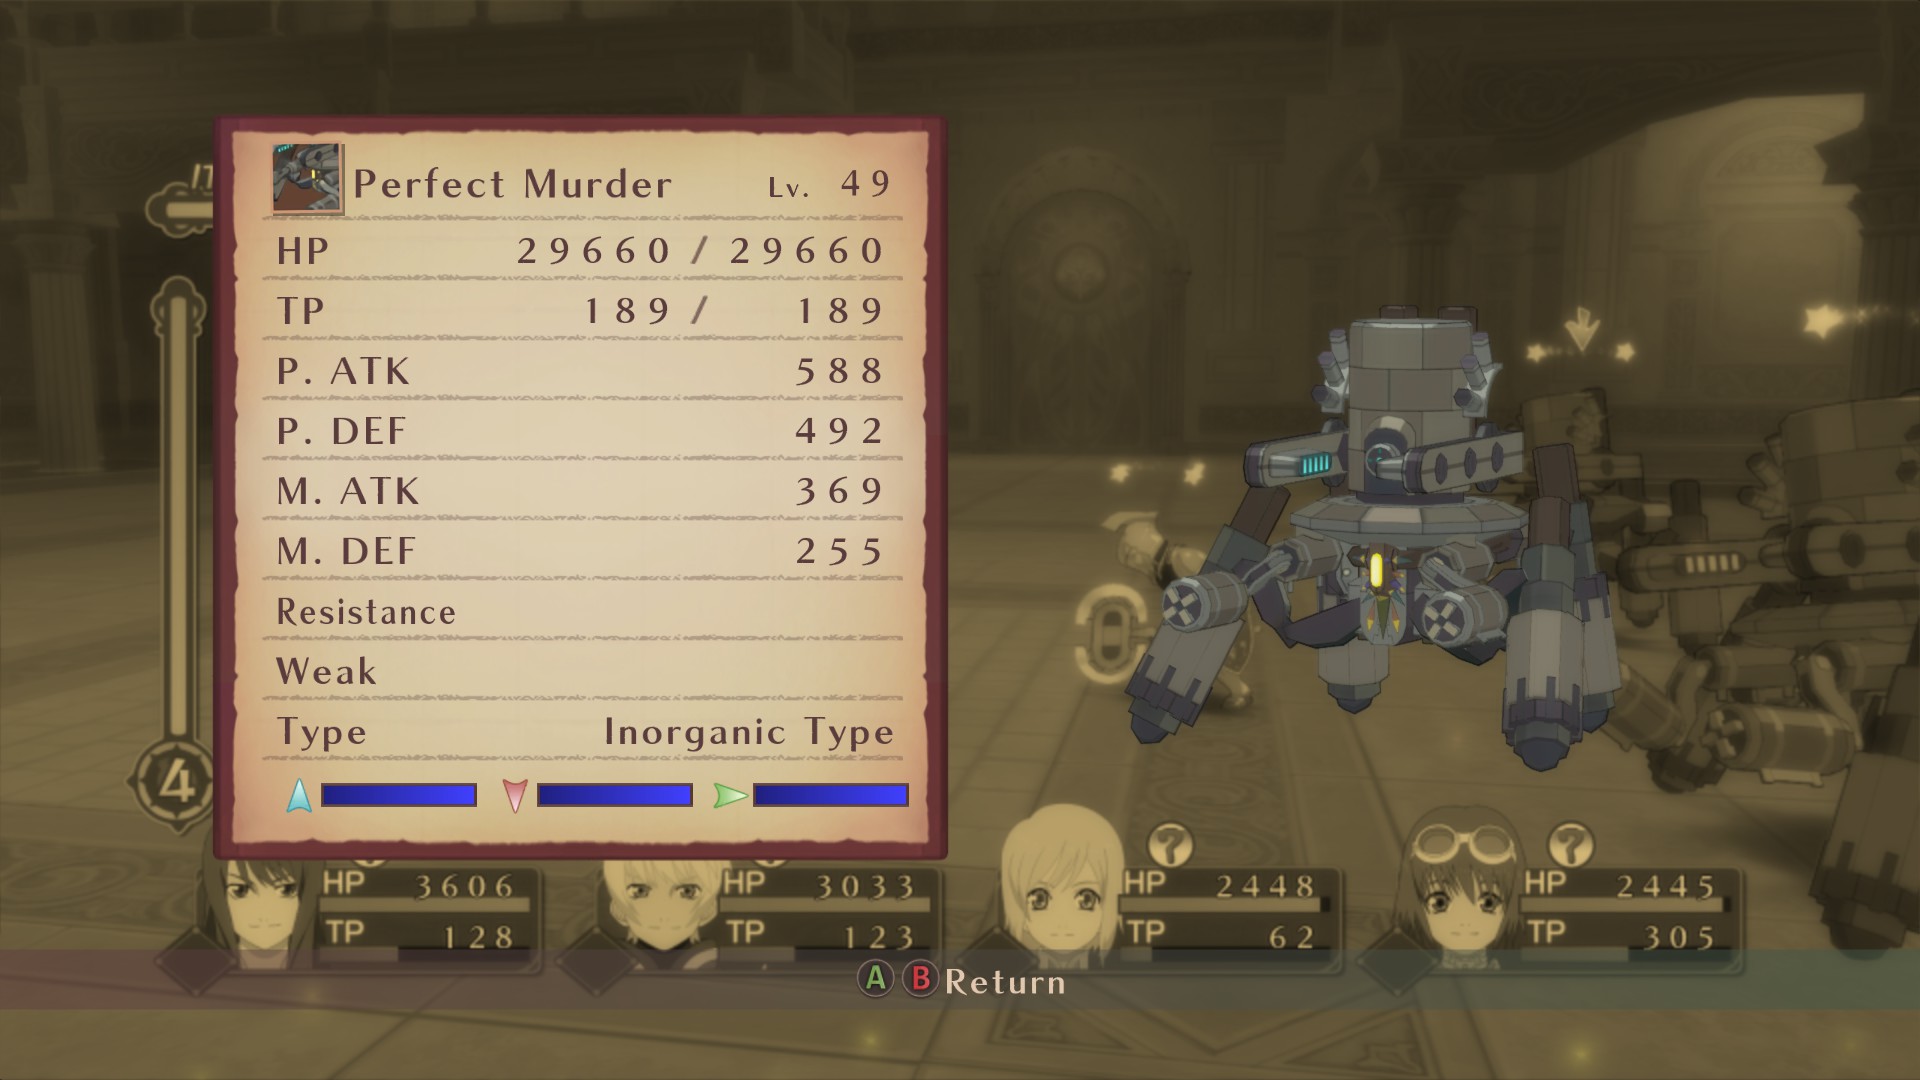 Perfect Murder Lv. 49
HP 29660 / 29660
TP 189 / 189
P. ATK 588
P. DEF 492
M. ATK 369
M. DEF 255
Resistance
Weak
Type Inorganic Type
4
HP 3606
TP 128
HP 3033
TP 123
?
HP 2448
TP 62
?
HP 2445
TP 305
A B Return